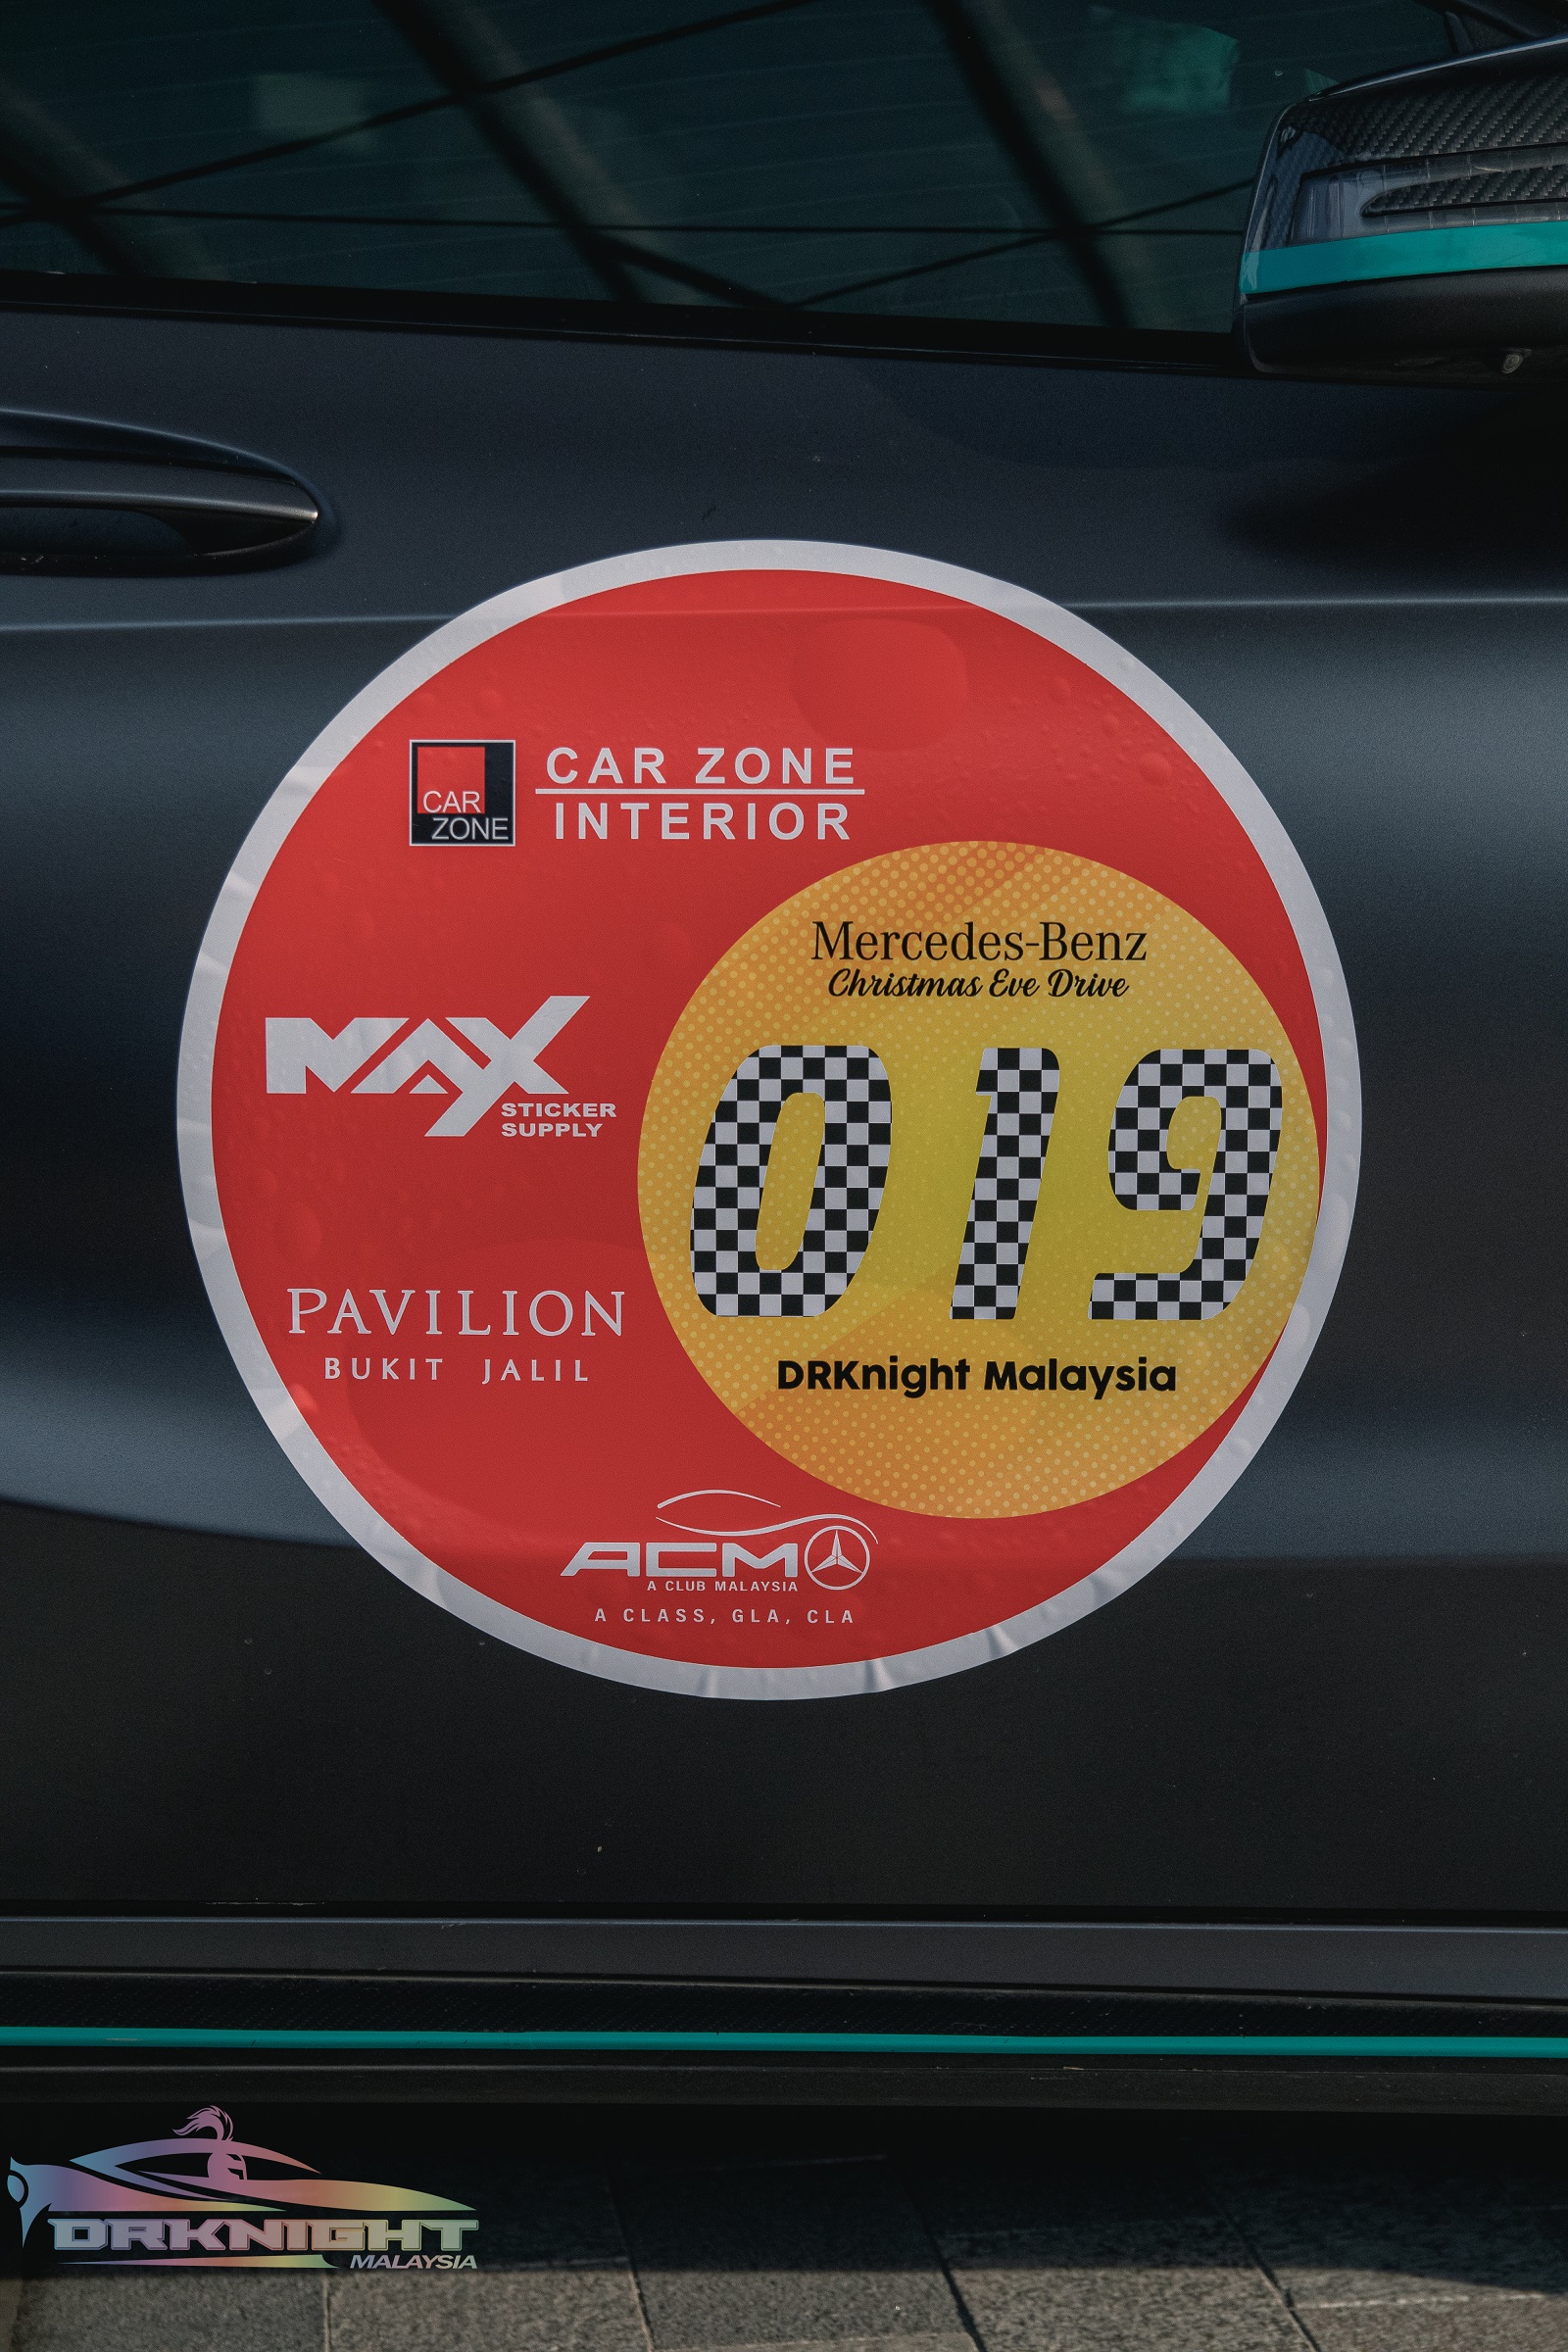 CAR
ZONE
CAR ZONE
INTERIOR
Mercedes-Benz
Christmas Eve Drive
MAX
STICKER
SUPPLY
019
PAVILION
BUKIT JALIL
DRKnight Malaysia
ACM
A CLUB MALAYSIA
A CLASS, GLA, CLA
DRKNIGHT
MALAYSIA